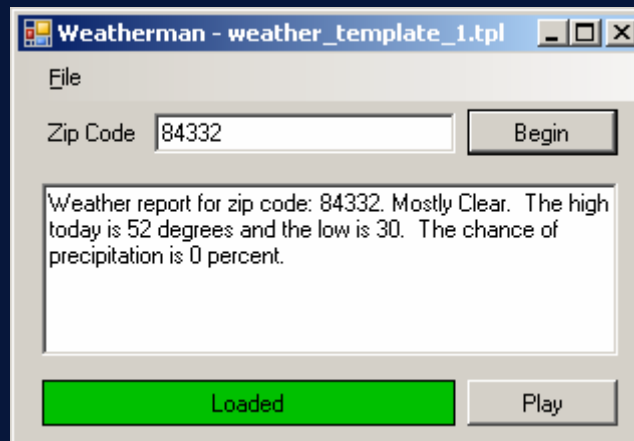 Weatherman - weather_template_1.tpl
File
Zip Code 84332 Begin
Weather report for zip code: 84332. Mostly Clear.  The high
today is 52 degrees and the low is 30.  The chance of
precipitation is 0 percent.
Loaded Play